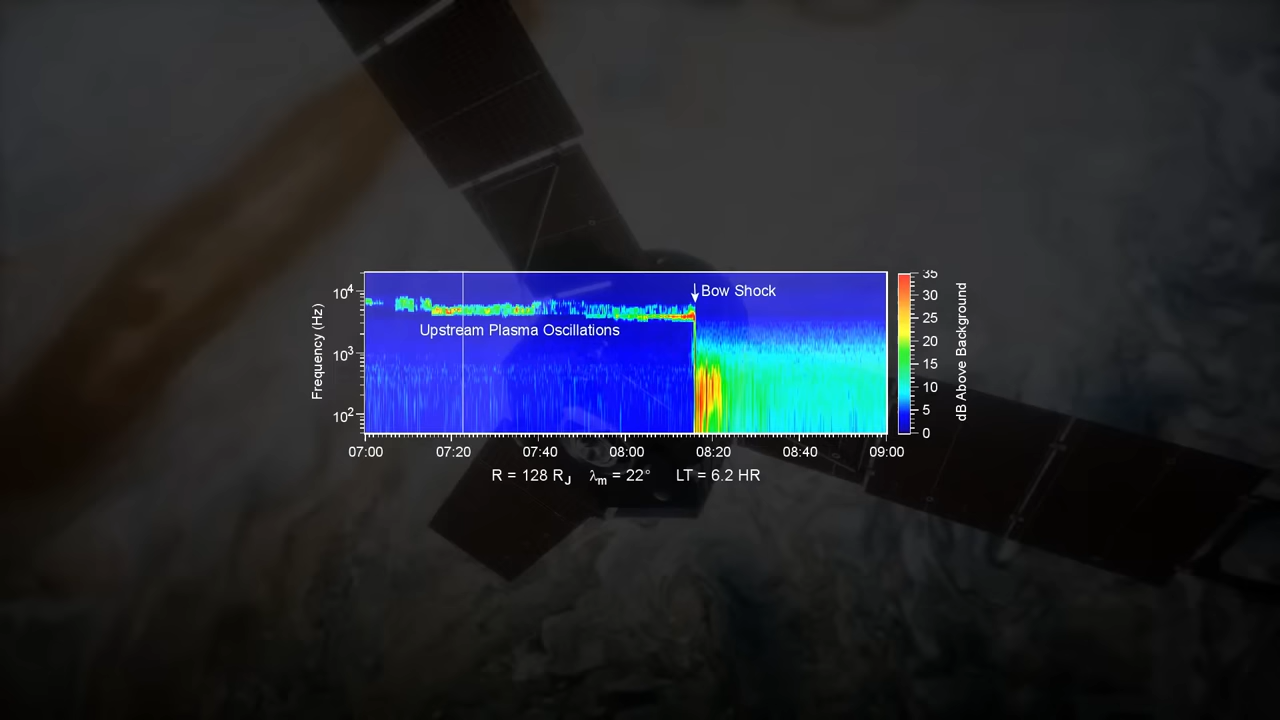 Bow Shock
Upstream Plasma Oscillations
Frequency (Hz)
10⁴
10³
10²
07:00 07:20 07:40 08:00 08:20 08:40 09:00
R = 128 R_J λ_m = 22° LT = 6.2 HR
35
30
25
20
15
10
5
0
dB Above Background